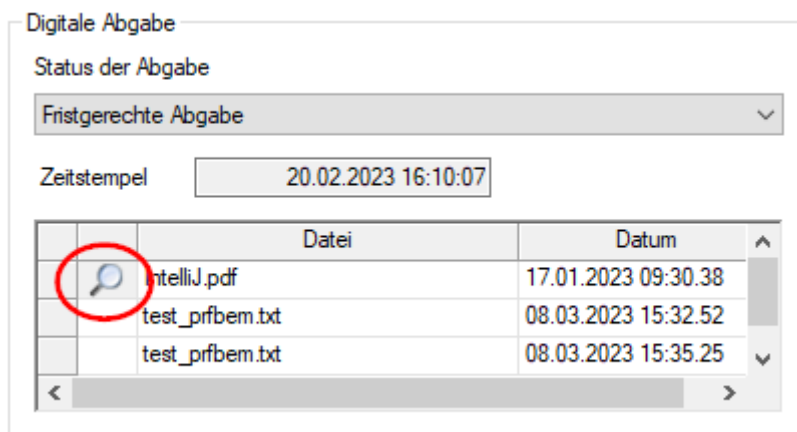 Digitale Abgabe
Status der Abgabe
Fristgerechte Abgabe
Zeitstempel 20.02.2023 16:10:07
Datei Datum
IntelliJ.pdf 17.01.2023 09:30.38
test_prfbem.txt 08.03.2023 15:32.52
test_prfbem.txt 08.03.2023 15:35.25